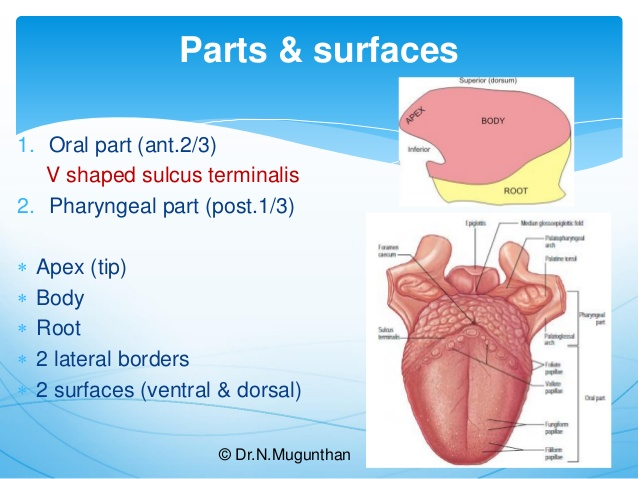 Parts & surfaces
1. Oral part (ant.2/3)
V shaped sulcus terminalis
2. Pharyngeal part (post.1/3)
* Apex (tip)
* Body
* Root
* 2 lateral borders
* 2 surfaces (ventral & dorsal)
© Dr.N.Mugunthan
Superior (dorsum)
APEX
BODY
Inferior
ROOT
Epiglottis
Median glossoepiglottic fold
Foramen
caecum
Palatopharyngeal
arch
Palatine tonsil
Pharyngeal
part
Sulcus
terminalis
Palatoglossal
arch
Foliate
papillae
Vallate
papillae
Oral part
Fungiform
papillae
Filiform
papillae